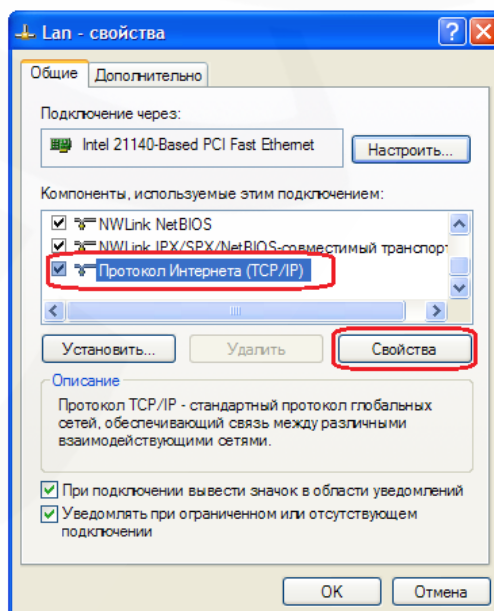 Lan - свойства
Общие
Дополнительно
Подключение через:
Intel 21140-Based PCI Fast Ethernet
Настроить...
Компоненты, используемые этим подключением:
NWLink NetBIOS
NWLink IPX/SPX/NetBIOS-совместимый транспорт
Протокол Интернета (TCP/IP)
Установить...
Удалить
Свойства
Описание
Протокол TCP/IP - стандартный протокол глобальных
сетей, обеспечивающий связь между различными
взаимодействующими сетями.
При подключении вывести значок в области уведомлений
Уведомлять при ограниченном или отсутствующем
подключении
OK
Отмена